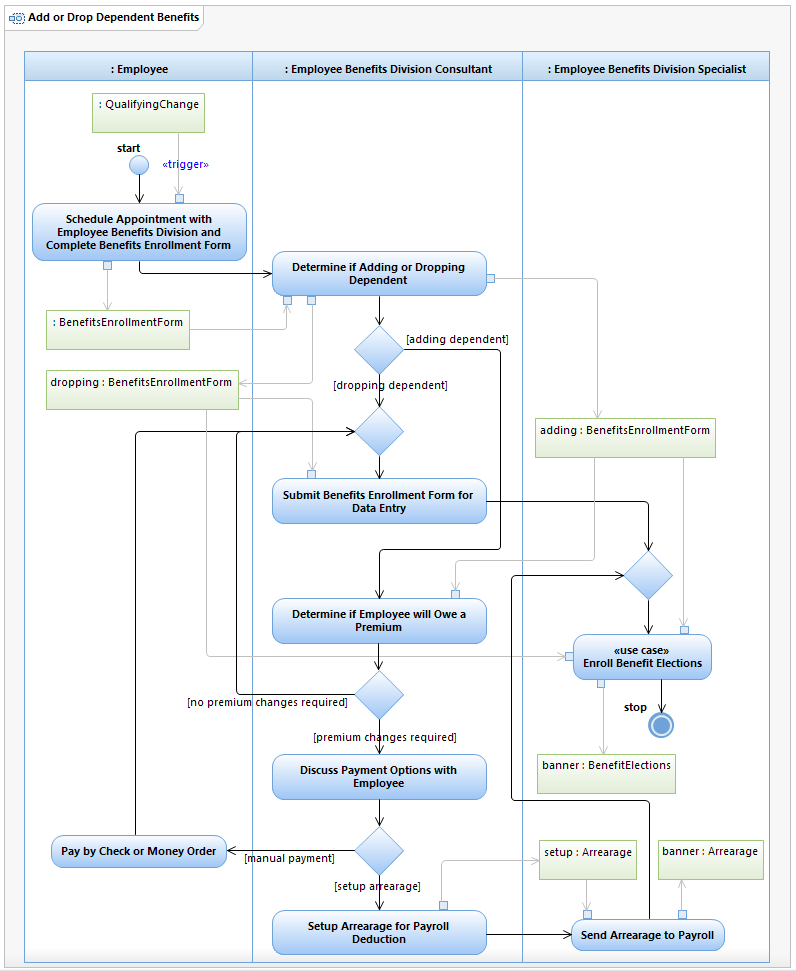 Add or Drop Dependent Benefits
: Employee
: Employee Benefits Division Consultant
: Employee Benefits Division Specialist
: QualifyingChange
start
«trigger»
Schedule Appointment with
Employee Benefits Division and
Complete Benefits Enrollment Form
Determine if Adding or Dropping
Dependent
: BenefitsEnrollmentForm
[adding dependent]
dropping : BenefitsEnrollmentForm
[dropping dependent]
adding : BenefitsEnrollmentForm
Submit Benefits Enrollment Form for
Data Entry
Determine if Employee will Owe a
Premium
«use case»
Enroll Benefit Elections
[no premium changes required]
stop
[premium changes required]
banner : BenefitElections
Discuss Payment Options with
Employee
Pay by Check or Money Order
[manual payment]
setup : Arrearage
banner : Arrearage
[setup arrearage]
Setup Arrearage for Payroll
Deduction
Send Arrearage to Payroll